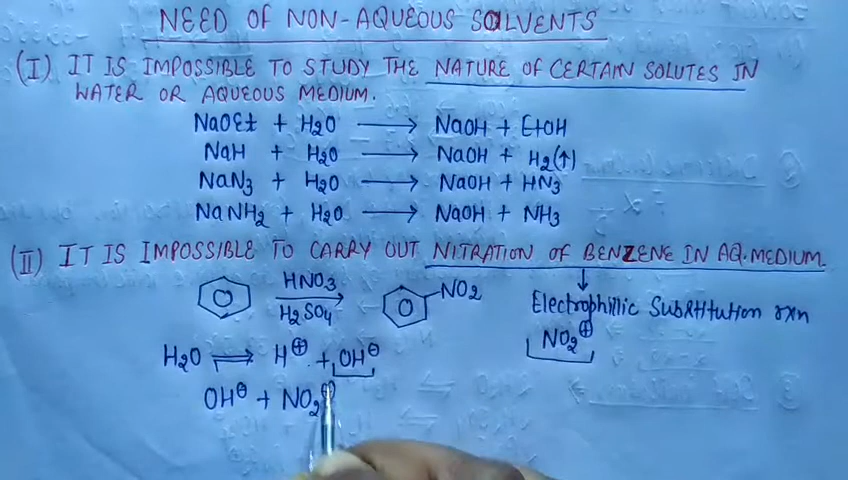 NEED OF NON-AQUEOUS SOLVENTS
(I) IT IS IMPOSSIBLE TO STUDY THE NATURE OF CERTAIN SOLUTES IN
WATER OR AQUEOUS MEDIUM.
NaOEt + H₂O ⟶ NaOH + EtOH
NaH + H₂O ⟶ NaOH + H₂(↑)
NaN₃ + H₂O ⟶ NaOH + HN₃
NaNH₂ + H₂O ⟶ NaOH + NH₃
(II) IT IS IMPOSSIBLE TO CARRY OUT NITRATION OF BENZENE IN AQ. MEDIUM.
HNO₃
H₂SO₄
NO₂
Electrophillic Substitution rxn
NO₂⊕
H₂O ⇌ H⊕ + OH⊖
OH⊖ + NO₂⊕